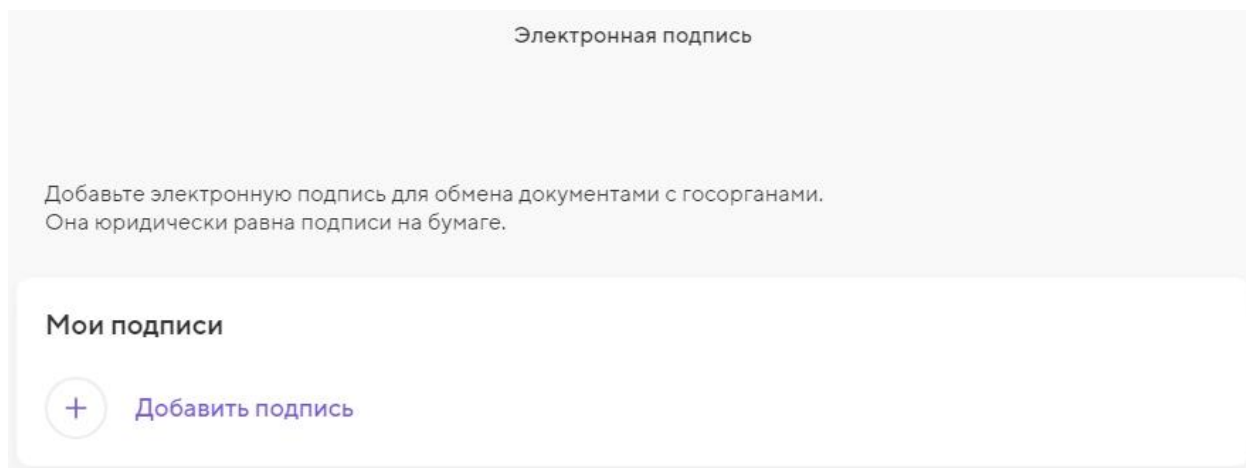 Электронная подпись
Добавьте электронную подпись для обмена документами с госорганами.
Она юридически равна подписи на бумаге.
Мои подписи
+ Добавить подпись